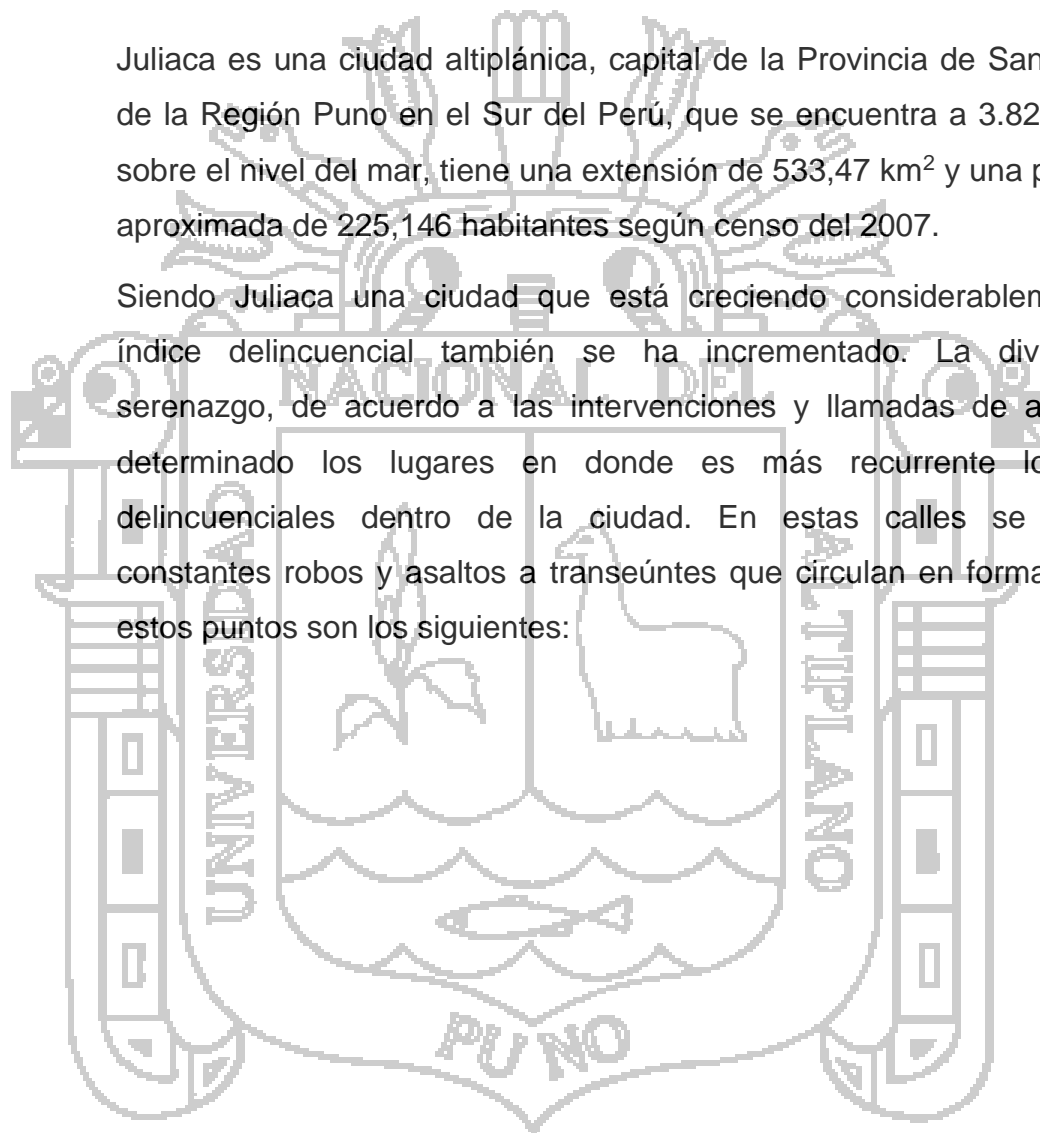 Juliaca es una ciudad altiplánica, capital de la Provincia de San
de la Región Puno en el Sur del Perú, que se encuentra a 3.82
sobre el nivel del mar, tiene una extensión de 533,47 km² y una p
aproximada de 225,146 habitantes según censo del 2007.
Siendo Juliaca una ciudad que está creciendo considerablem
índice delincuencial también se ha incrementado. La div
serenazgo, de acuerdo a las intervenciones y llamadas de a
determinado los lugares en donde es más recurrente lo
delincuenciales dentro de la ciudad. En estas calles se
constantes robos y asaltos a transeúntes que circulan en forma
estos puntos son los siguientes:
NACIONAL DEL
UNIVERSIDAD
ALTIPLANO
PUNO